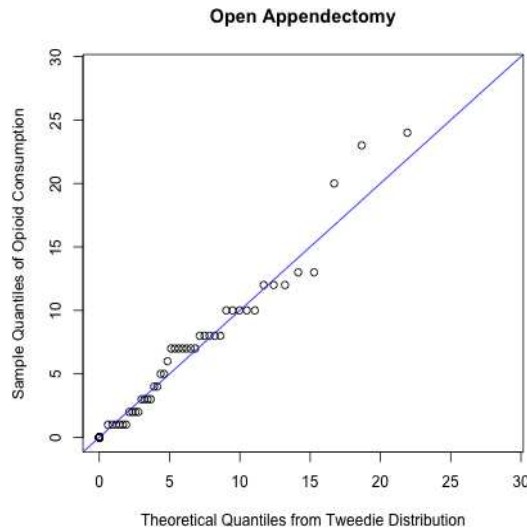 Open Appendectomy
Sample Quantiles of Opioid Consumption
30
25
20
15
10
5
0
0 5 10 15 20 25 30
Theoretical Quantiles from Tweedie Distribution